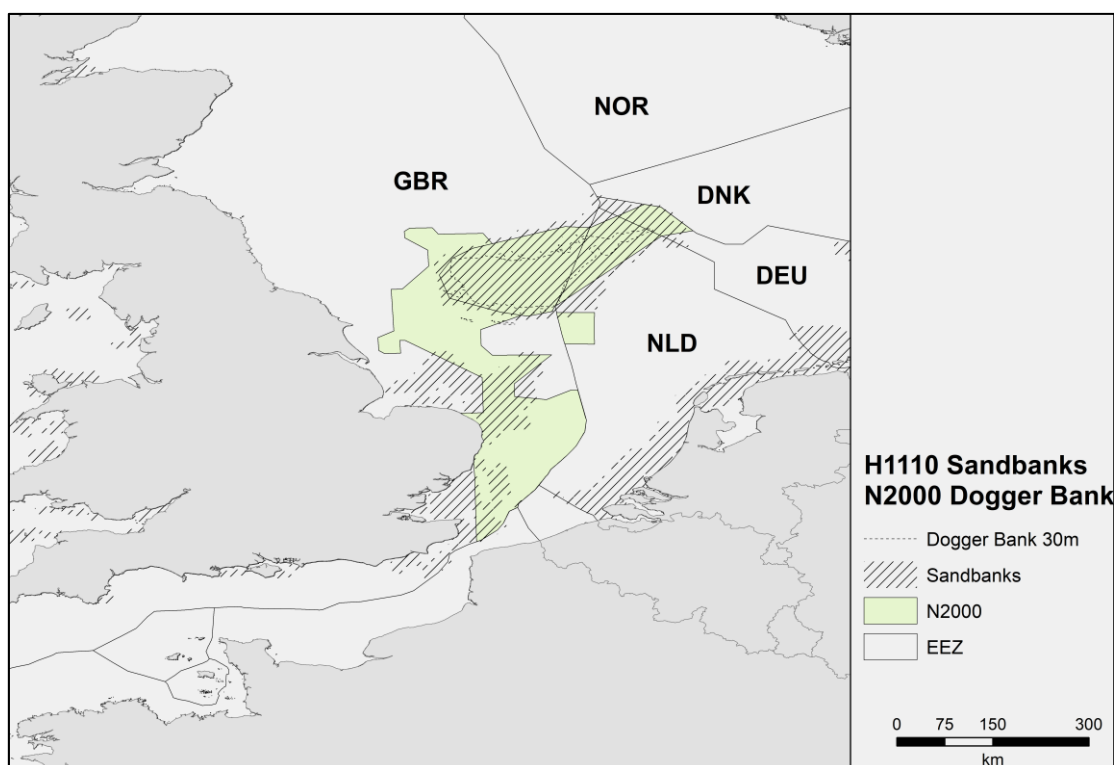 NOR
GBR
DNK
DEU
NLD
H1110 Sandbanks
N2000 Dogger Bank
Dogger Bank 30m
Sandbanks
N2000
EEZ
0 75 150 300
km